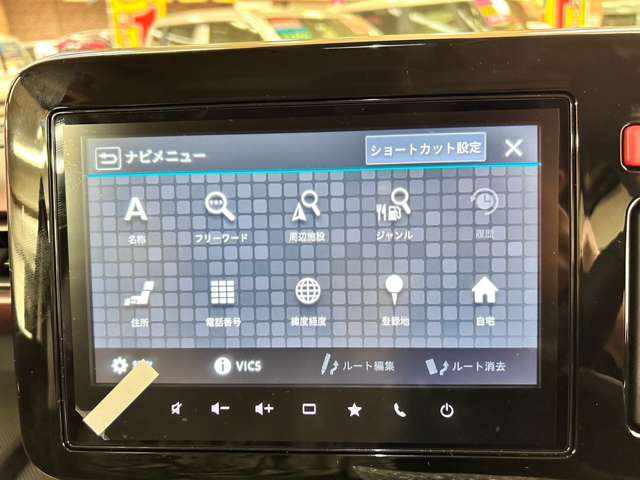 ナビメニュー ショートカット設定
名称 フリーワード 周辺施設 ジャンル 履歴
住所 電話番号 緯度経度 登録地 自宅
VICS ルート編集 ルート消去